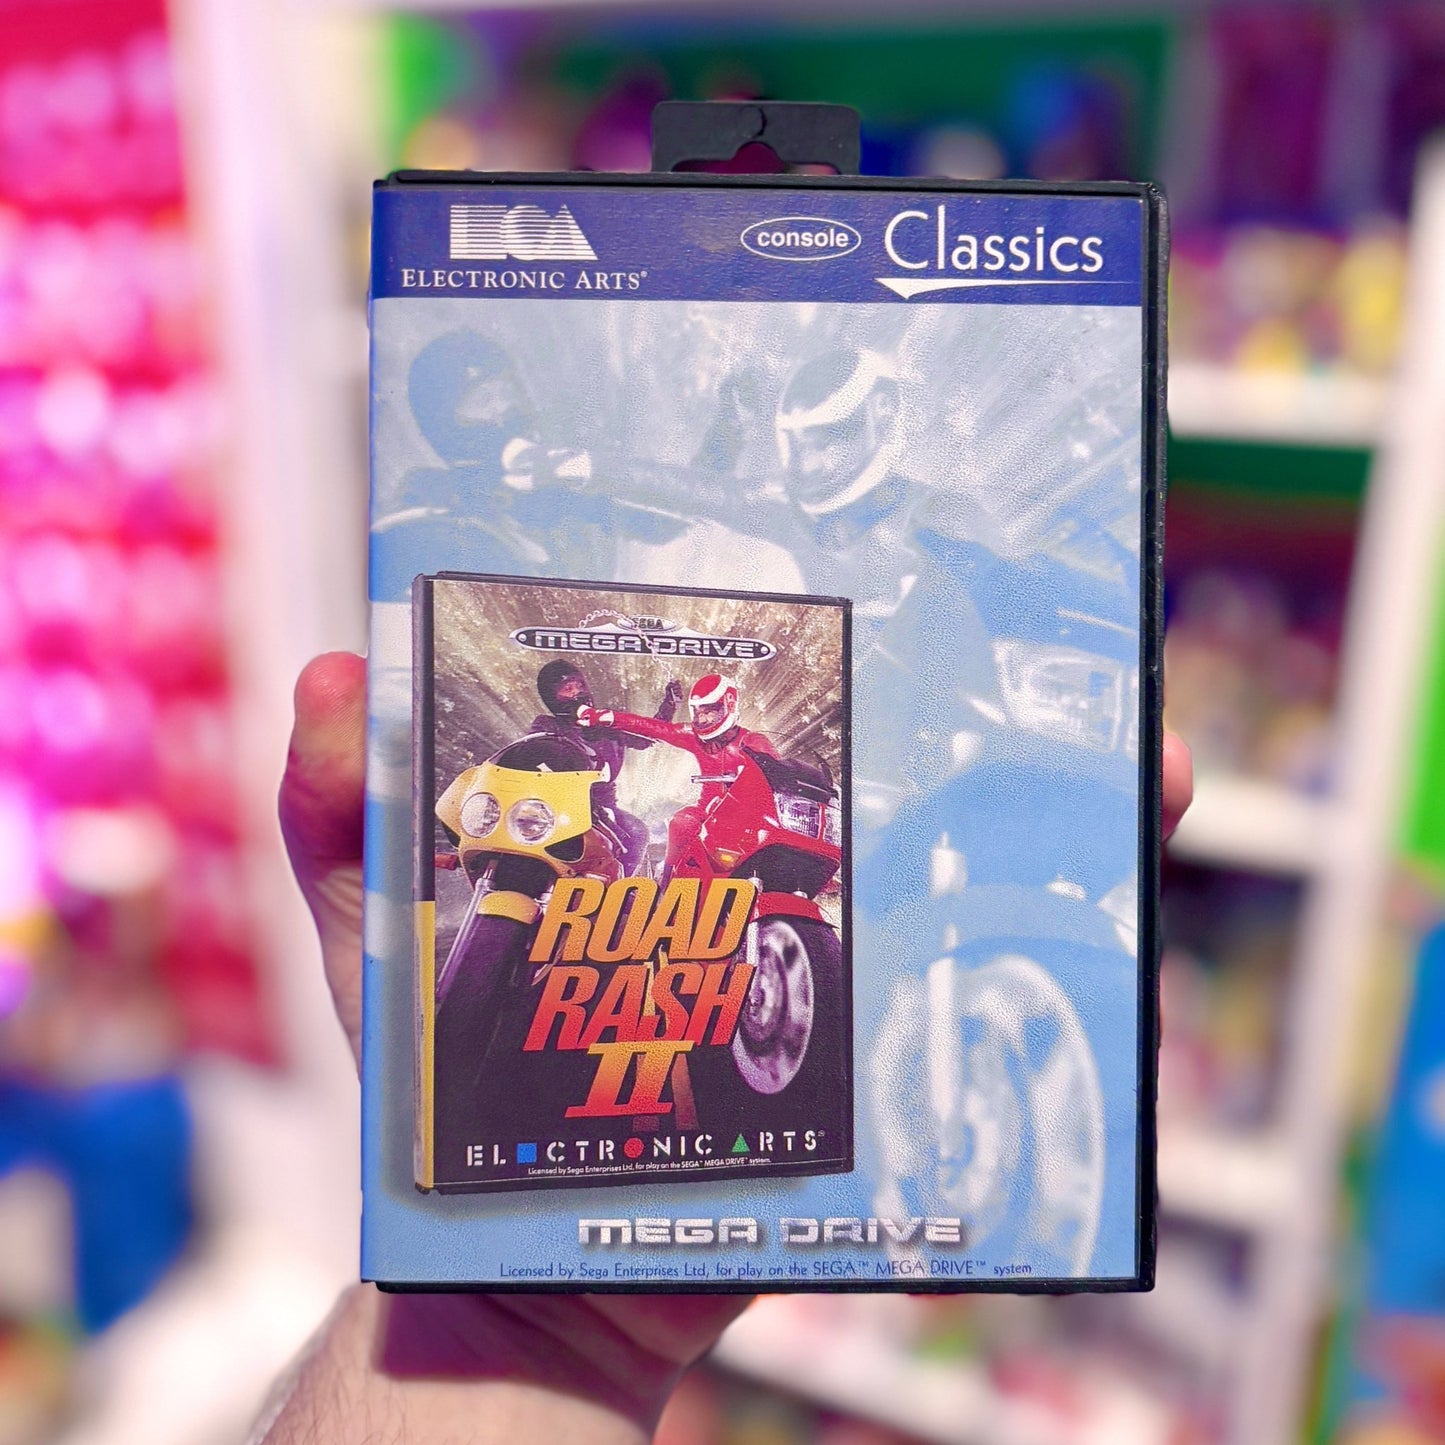 EA
ELECTRONIC ARTS®
console Classics
SEGA
MEGA DRIVE
ROAD
RASH
II
ELECTRONIC ARTS®
Licensed by Sega Enterprises Ltd, for play on the SEGA™ MEGA DRIVE™ system.
MEGA DRIVE
Licensed by Sega Enterprises Ltd, for play on the SEGA™ MEGA DRIVE™ system